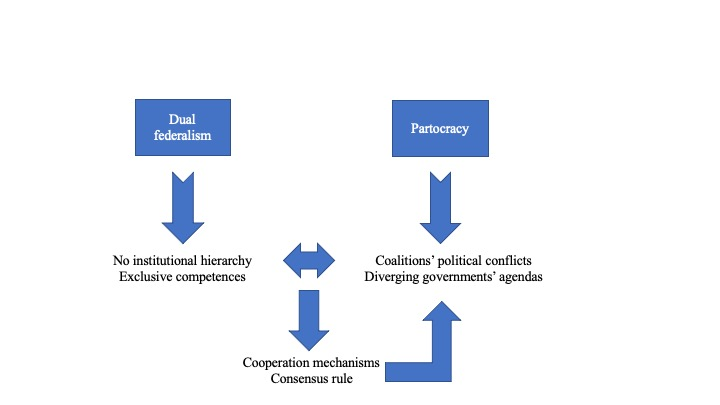 Dual
federalism
Partocracy
No institutional hierarchy
Exclusive competences
Coalitions’ political conflicts
Diverging governments’ agendas
Cooperation mechanisms
Consensus rule